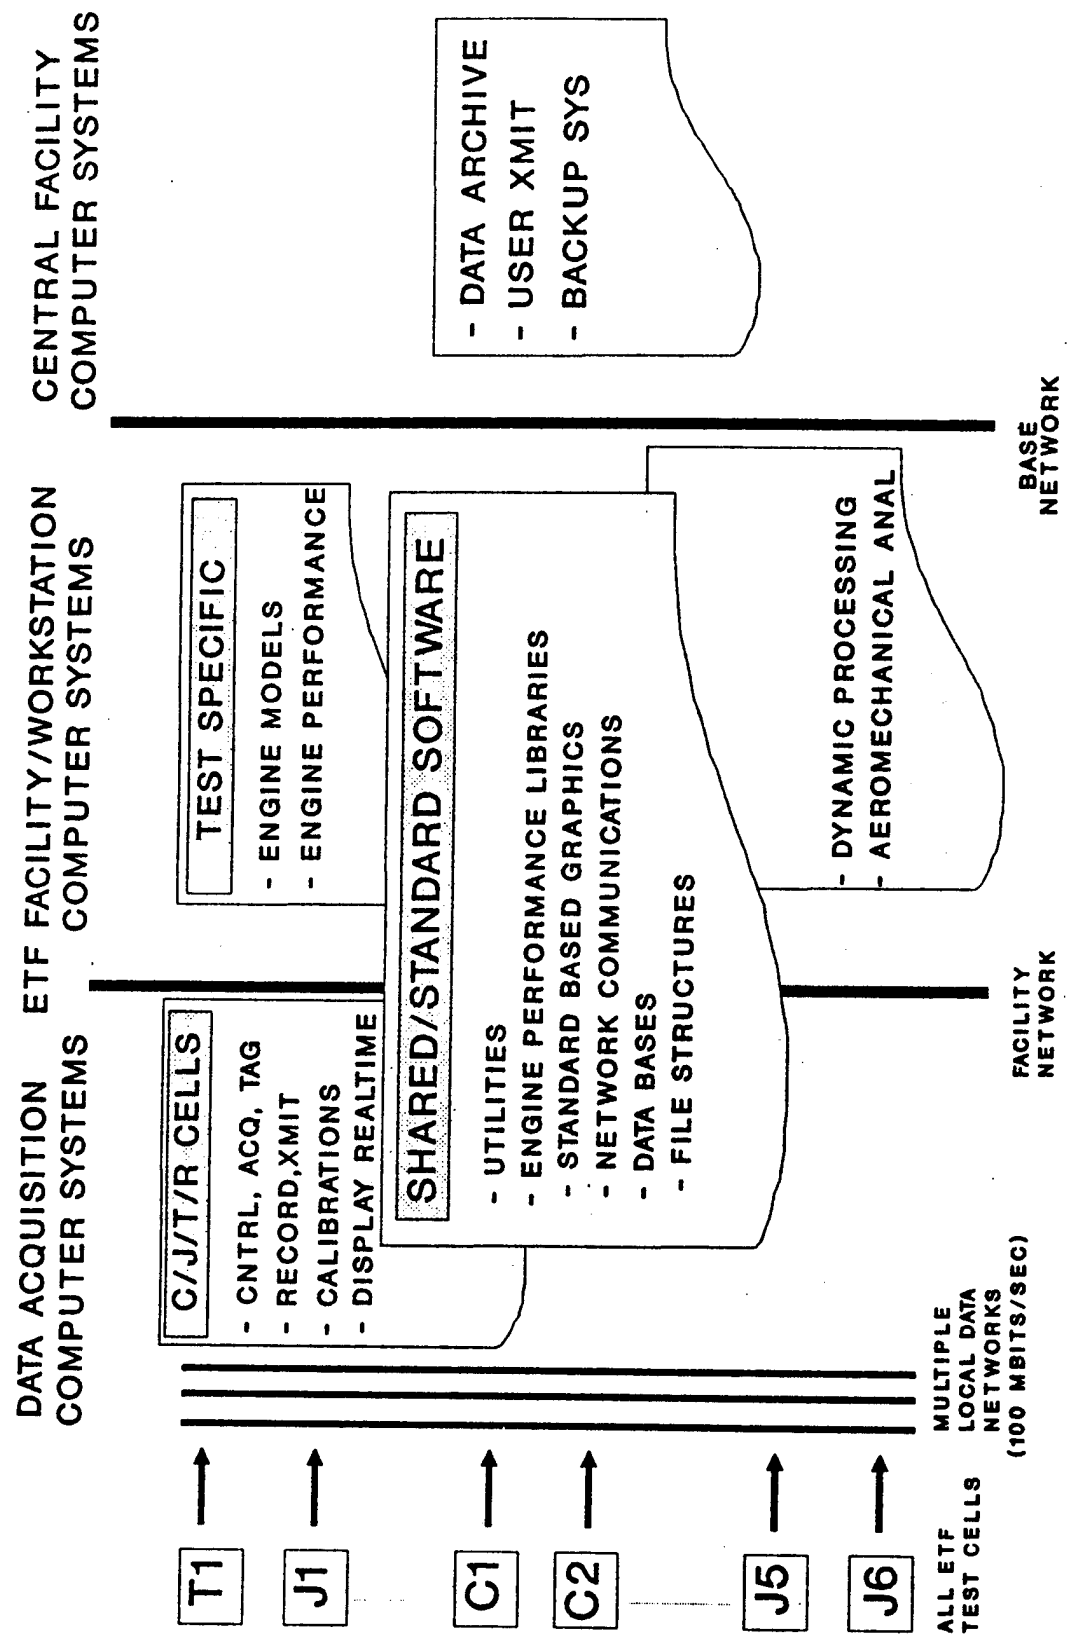 DATA ACQUISITION
COMPUTER SYSTEMS
ETF FACILITY/WORKSTATION
COMPUTER SYSTEMS
CENTRAL FACILITY
COMPUTER SYSTEMS
T1
J1
C1
C2
J5
J6
ALL ETF
TEST CELLS
MULTIPLE
LOCAL DATA
NETWORKS
(100 MBITS/SEC)
C/J/T/R CELLS
- CNTRL, ACQ, TAG
- RECORD,XMIT
- CALIBRATIONS
- DISPLAY REALTIME
SHARED/STANDARD SOFTWARE
- UTILITIES
- ENGINE PERFORMANCE LIBRARIES
- STANDARD BASED GRAPHICS
- NETWORK COMMUNICATIONS
- DATA BASES
- FILE STRUCTURES
FACILITY
NETWORK
TEST SPECIFIC
- ENGINE MODELS
- ENGINE PERFORMANCE
- DYNAMIC PROCESSING
- AEROMECHANICAL ANAL
BASE
NETWORK
- DATA ARCHIVE
- USER XMIT
- BACKUP SYS